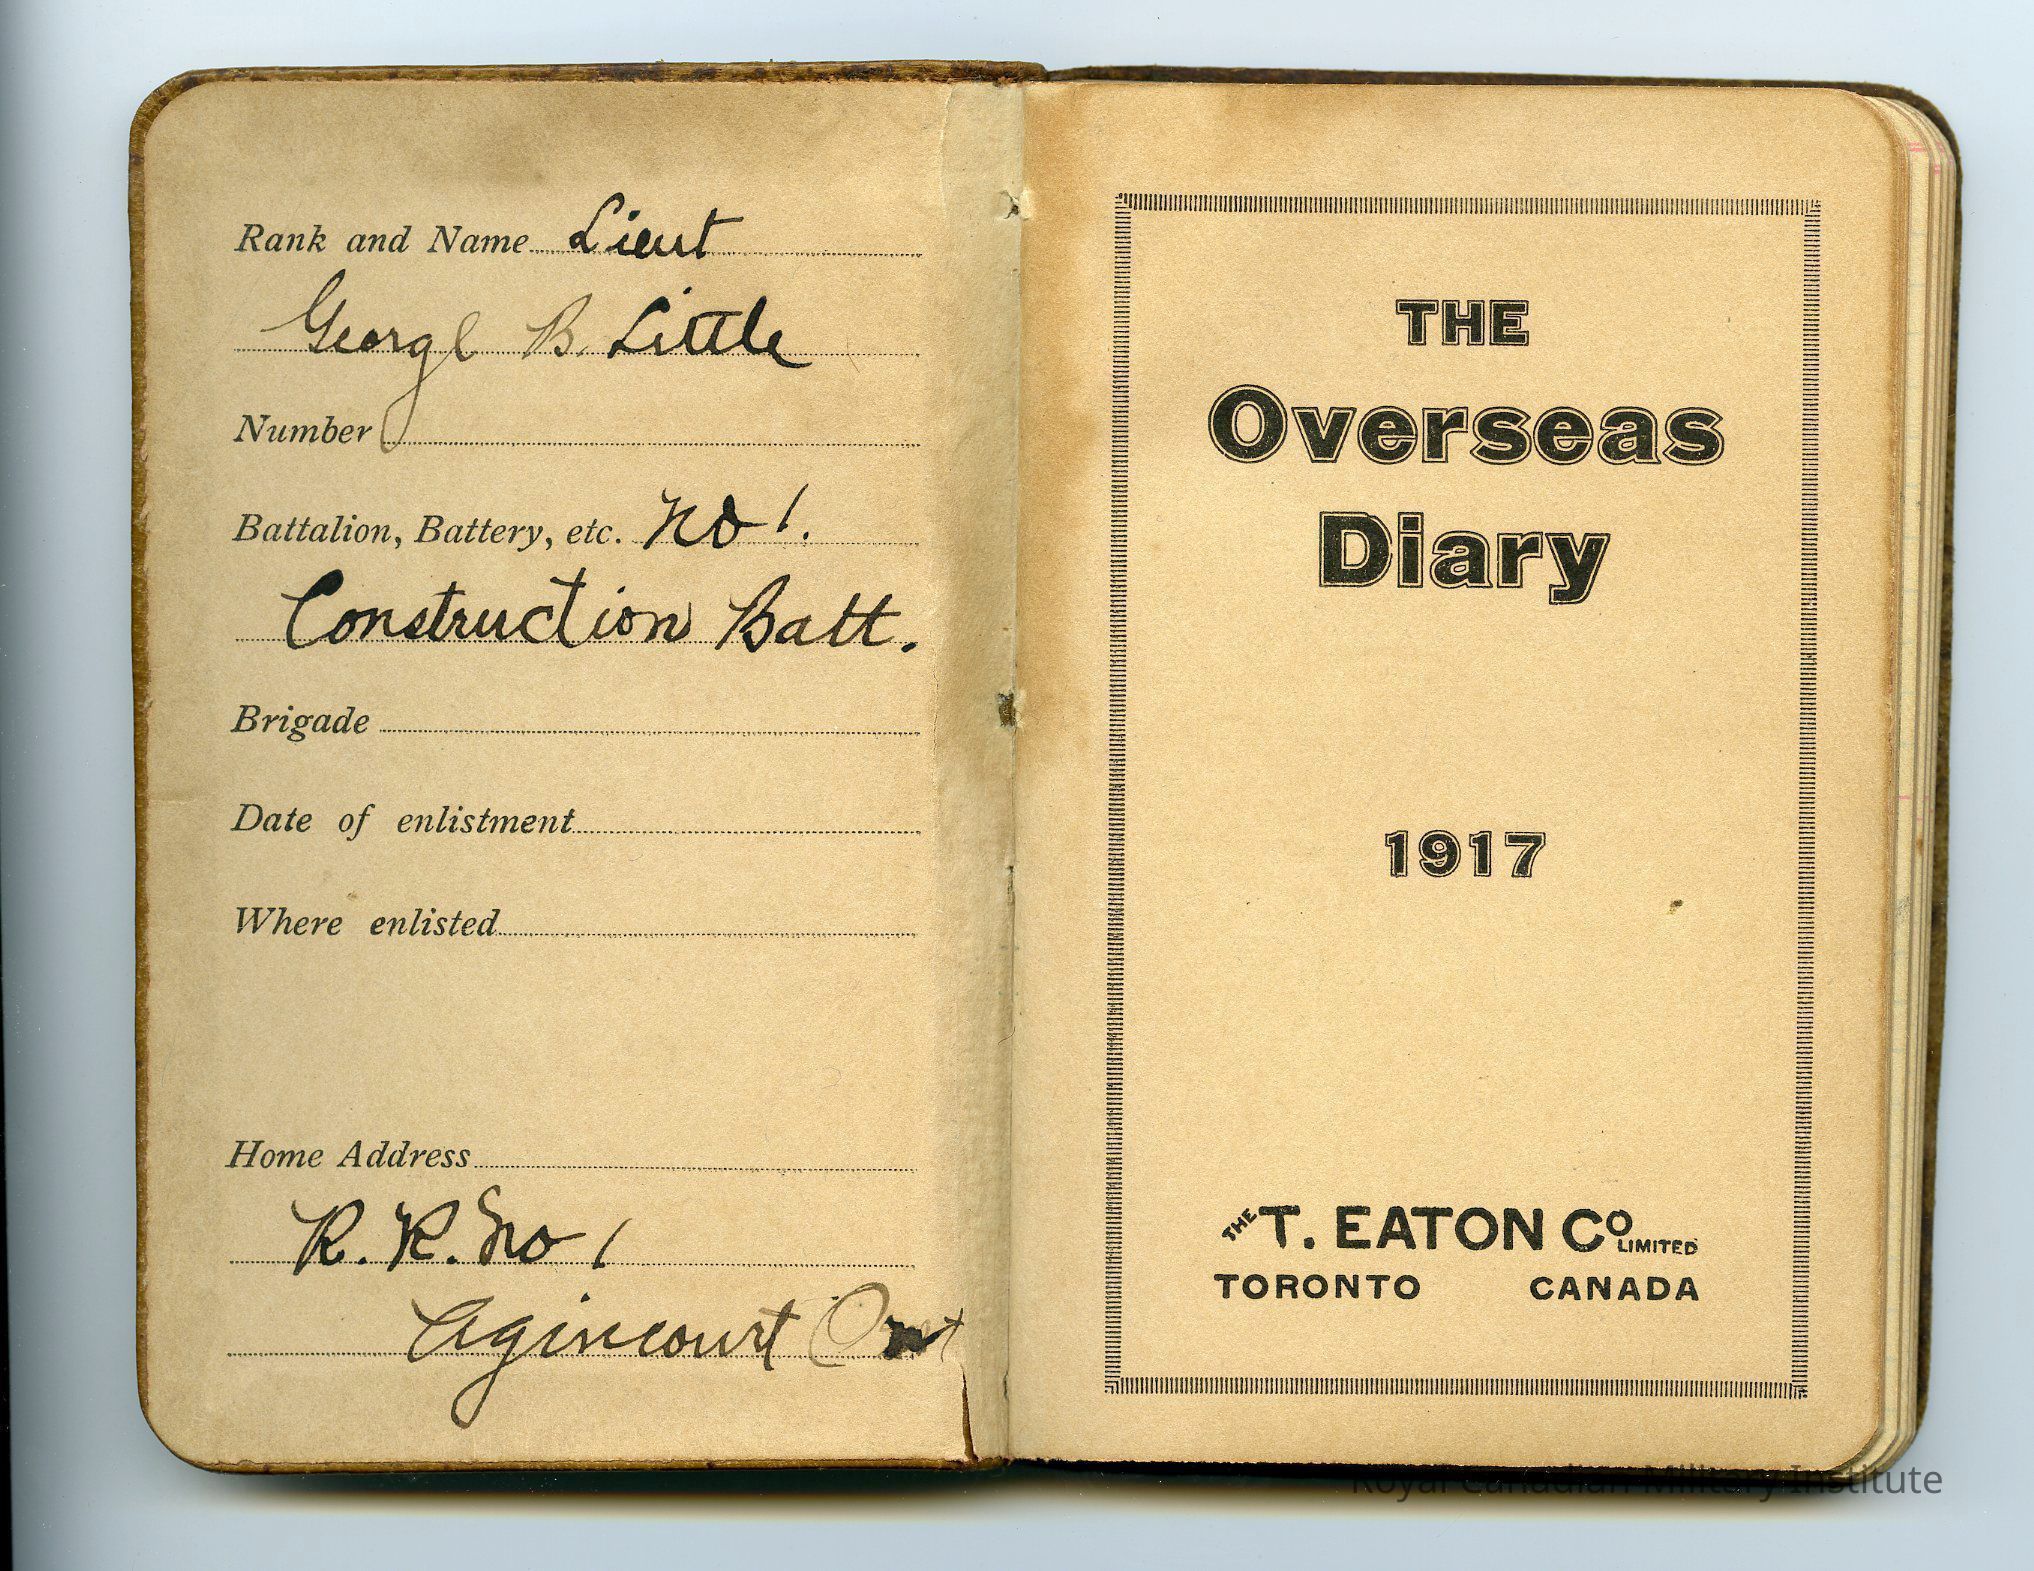 Rank and Name Lieut
George B. Little
Number
Battalion, Battery, etc. No 1.
Construction Batt.
Brigade
Date of enlistment
Where enlisted
Home Address
R. R. No 1
Agincourt Ont
THE
Overseas
Diary
1917
THE T. EATON CO LIMITED
TORONTO CANADA
Royal Canadian Military Institute